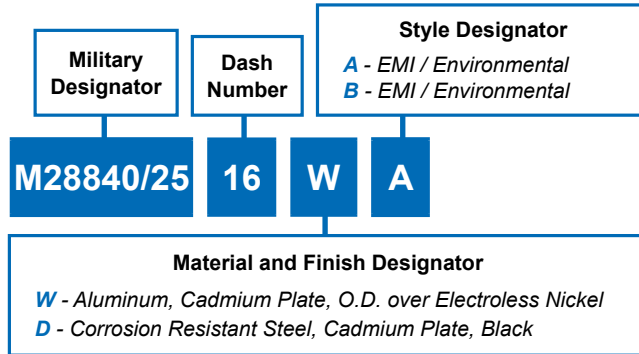 Style Designator
A - EMI / Environmental
B - EMI / Environmental
Military
Designator
Dash
Number
M28840/25 16 W A
Material and Finish Designator
W - Aluminum, Cadmium Plate, O.D. over Electroless Nickel
D - Corrosion Resistant Steel, Cadmium Plate, Black